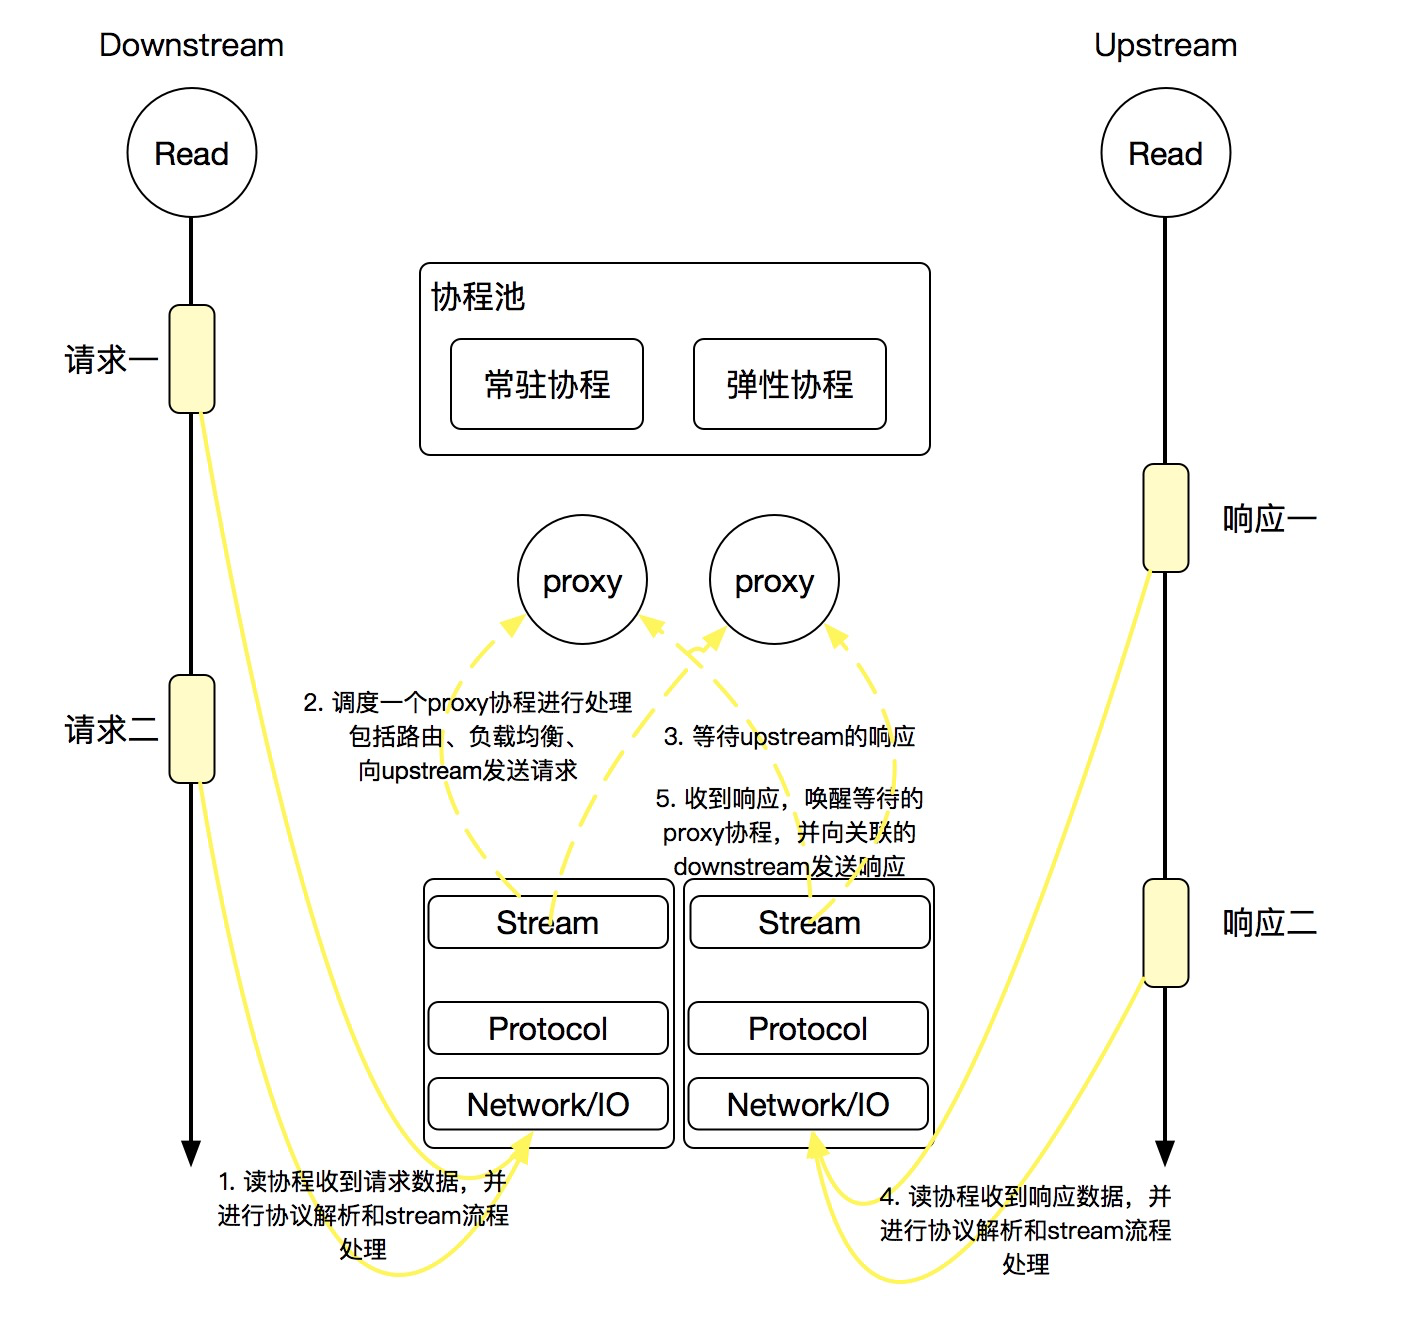 Downstream
Upstream
Read
Read
协程池
请求一
常驻协程
弹性协程
响应一
proxy
proxy
请求二
2. 调度一个proxy协程进行处理
包括路由、负载均衡、
向upstream发送请求
3. 等待upstream的响应
5. 收到响应，唤醒等待的
proxy协程，并向关联的
downstream发送响应
Stream
Stream
响应二
Protocol
Protocol
Network/IO
Network/IO
1. 读协程收到请求数据，并
进行协议解析和stream流程
处理
4. 读协程收到响应数据，并
进行协议解析和stream流程
处理